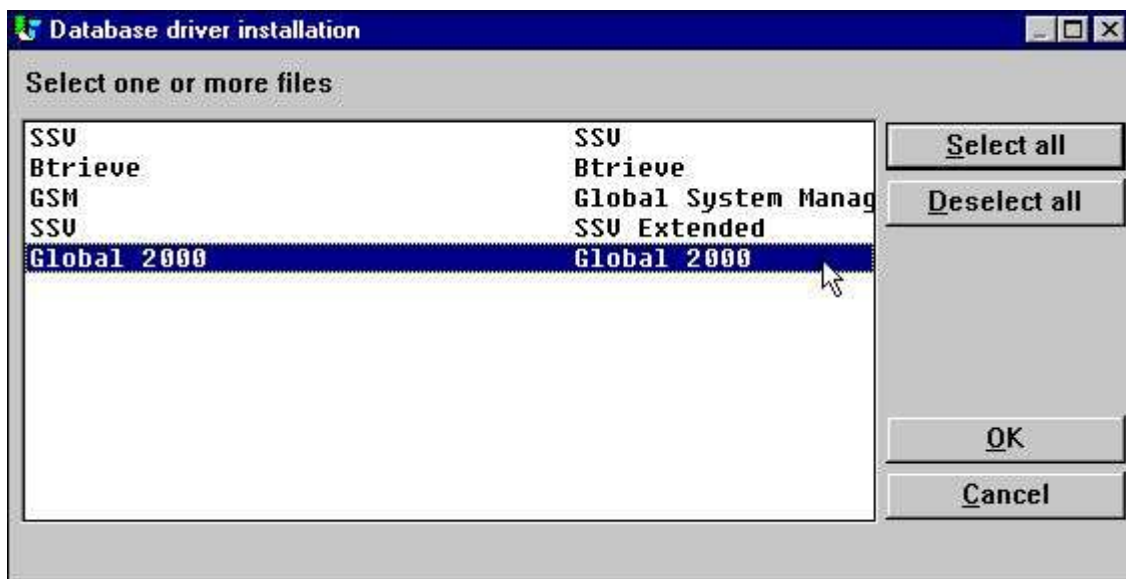 Database driver installation
Select one or more files
SSV SSV
Btrieve Btrieve
GSM Global System Manag
SSV SSV Extended
Global 2000 Global 2000
Select all
Deselect all
OK
Cancel